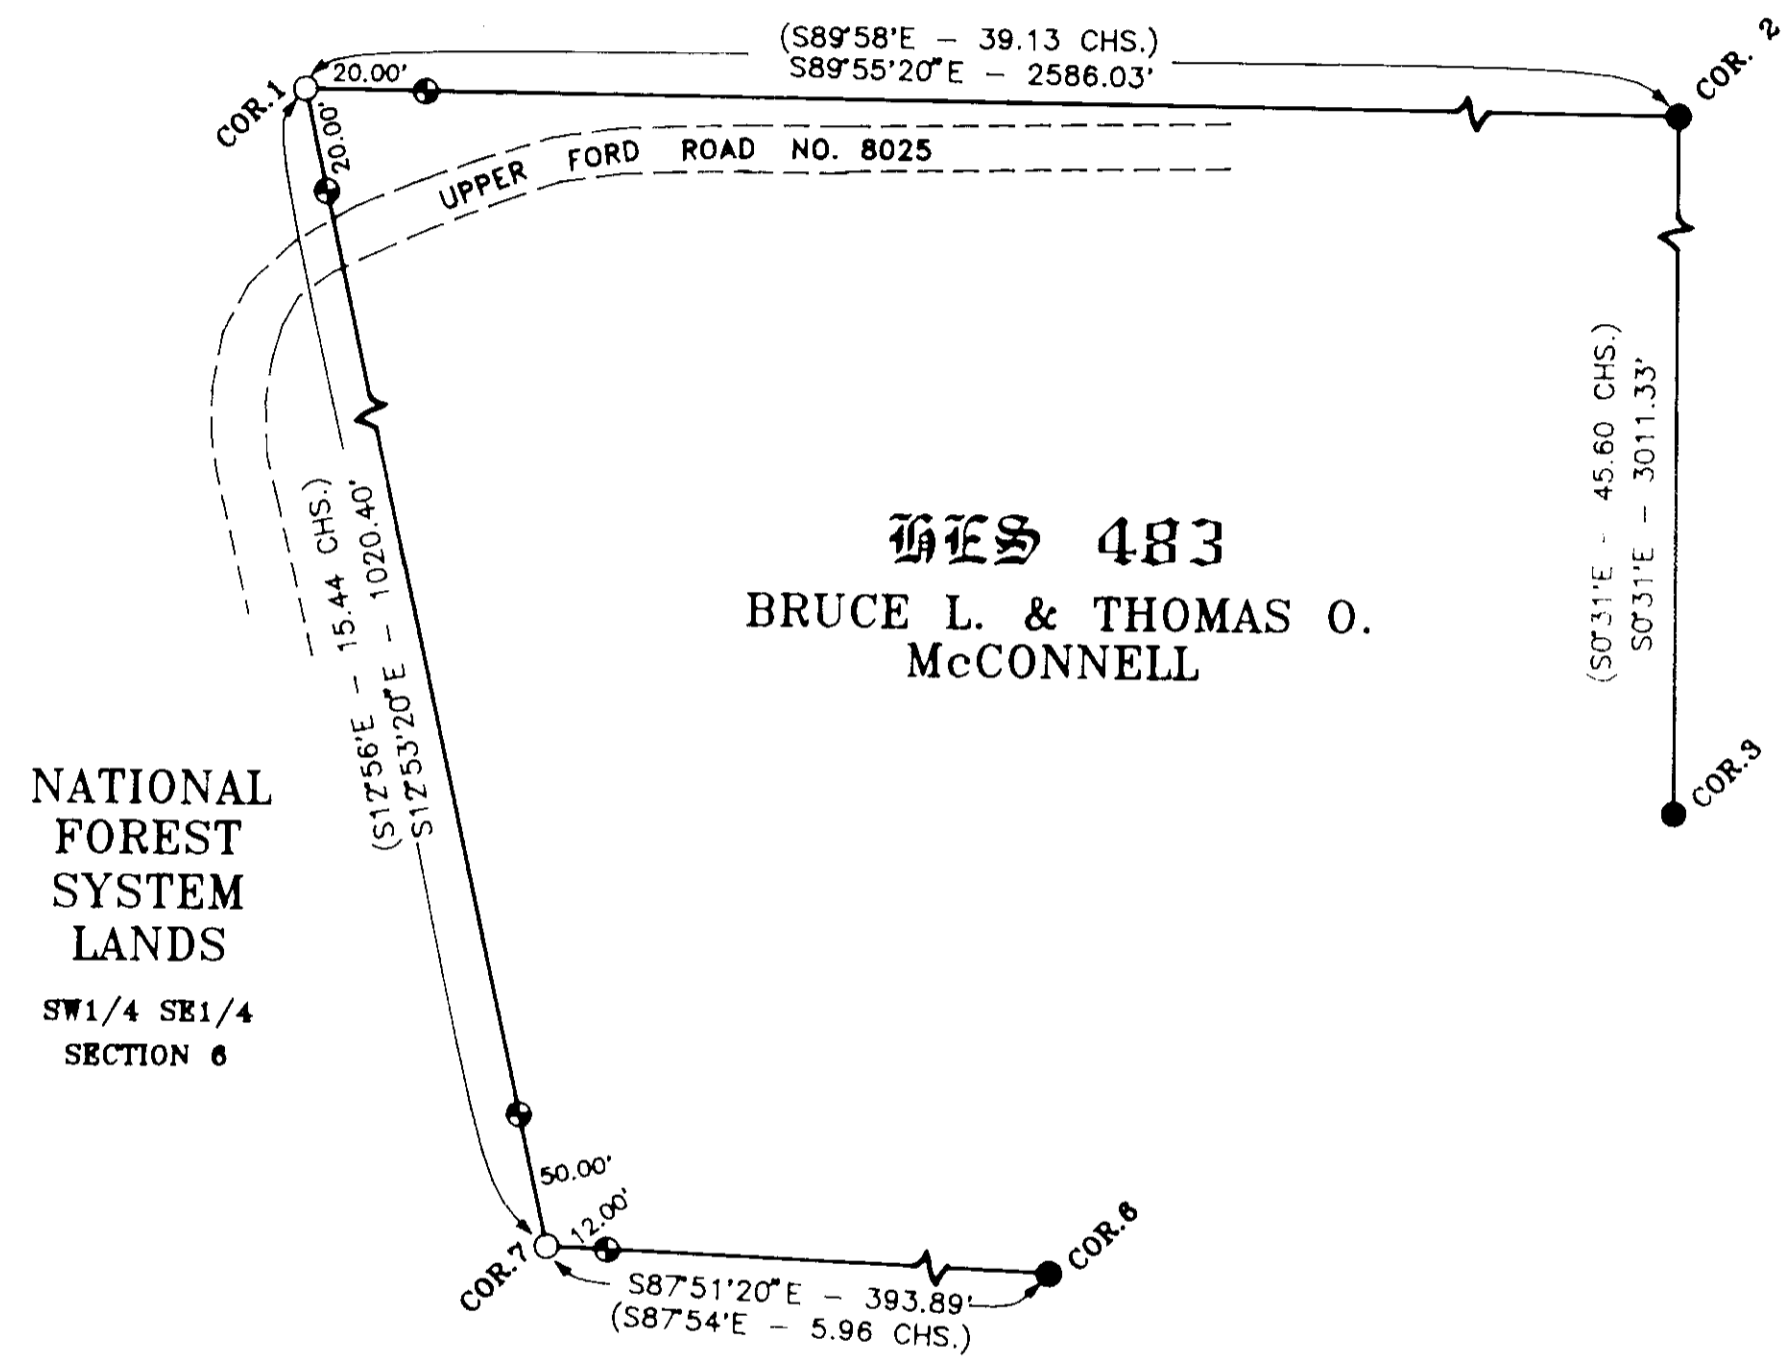 (S89°58'E – 39.13 CHS.)
S89°55'20"E – 2586.03'
COR. 2
20.00'
COR.1
20.00'
UPPER FORD ROAD NO. 8025
(S0°31'E - 45.60 CHS.)
S0°31'E – 3011.33'
HES 483
BRUCE L. & THOMAS O.
McCONNELL
(S12°56'E – 15.44 CHS.)
S12°53'20"E – 1020.40'
COR.3
NATIONAL
FOREST
SYSTEM
LANDS
SW1/4 SE1/4
SECTION 6
50.00'
12.00'
COR.7
COR.6
S87°51'20"E – 393.89'
(S87°54'E – 5.96 CHS.)